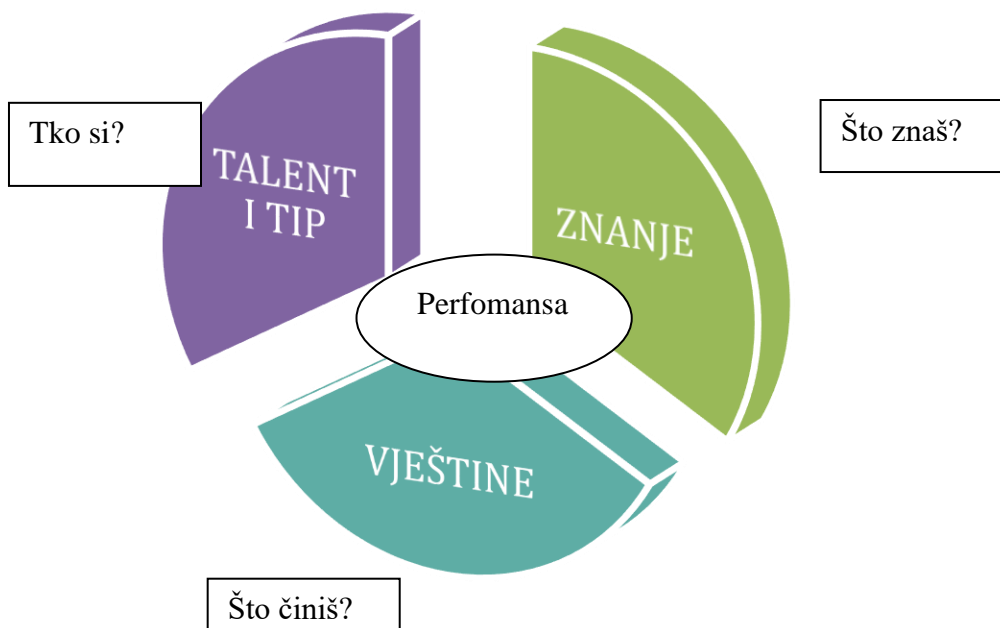 Tko si?
Što znaš?
TALENT
I TIP
ZNANJE
Perfomansa
VJEŠTINE
Što činiš?